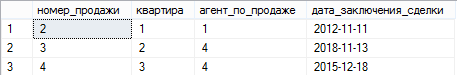 номер_продажи квартира агент_по_продаже дата_заключения_сделки
1 2 1 1 2012-11-11
2 3 2 4 2018-11-13
3 4 3 4 2015-12-18